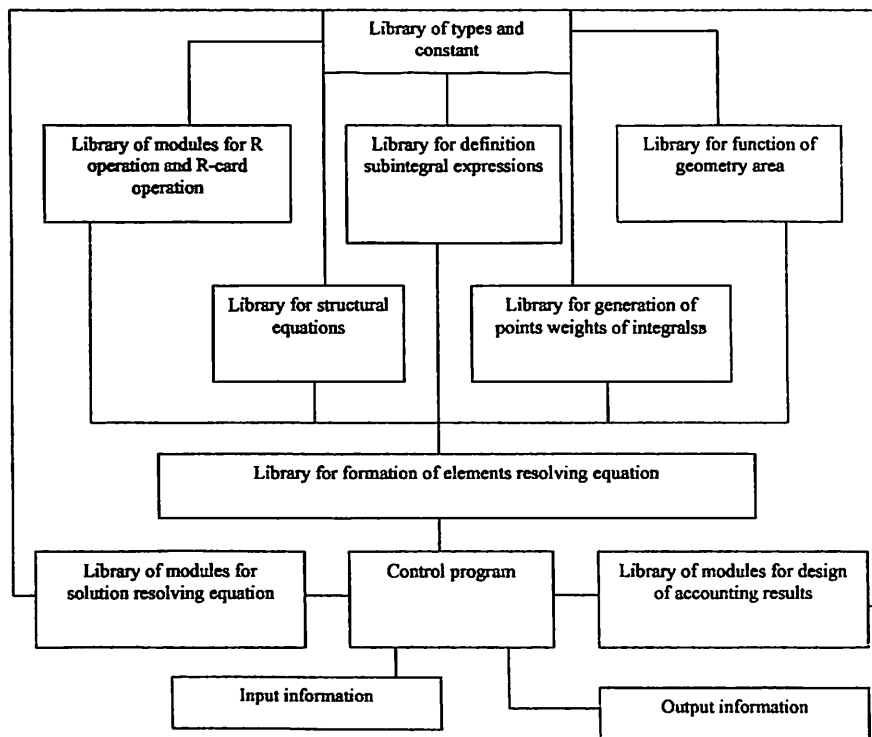 Library of types and
constant
Library of modules for R
operation and R-card
operation
Library for definition
subintegral expressions
Library for function of
geometry area
Library for structural
equations
Library for generation of
points weights of integralsв
Library for formation of elements resolving equation
Library of modules for
solution resolving equation
Control program
Library of modules for design
of accounting results
Input information
Output information